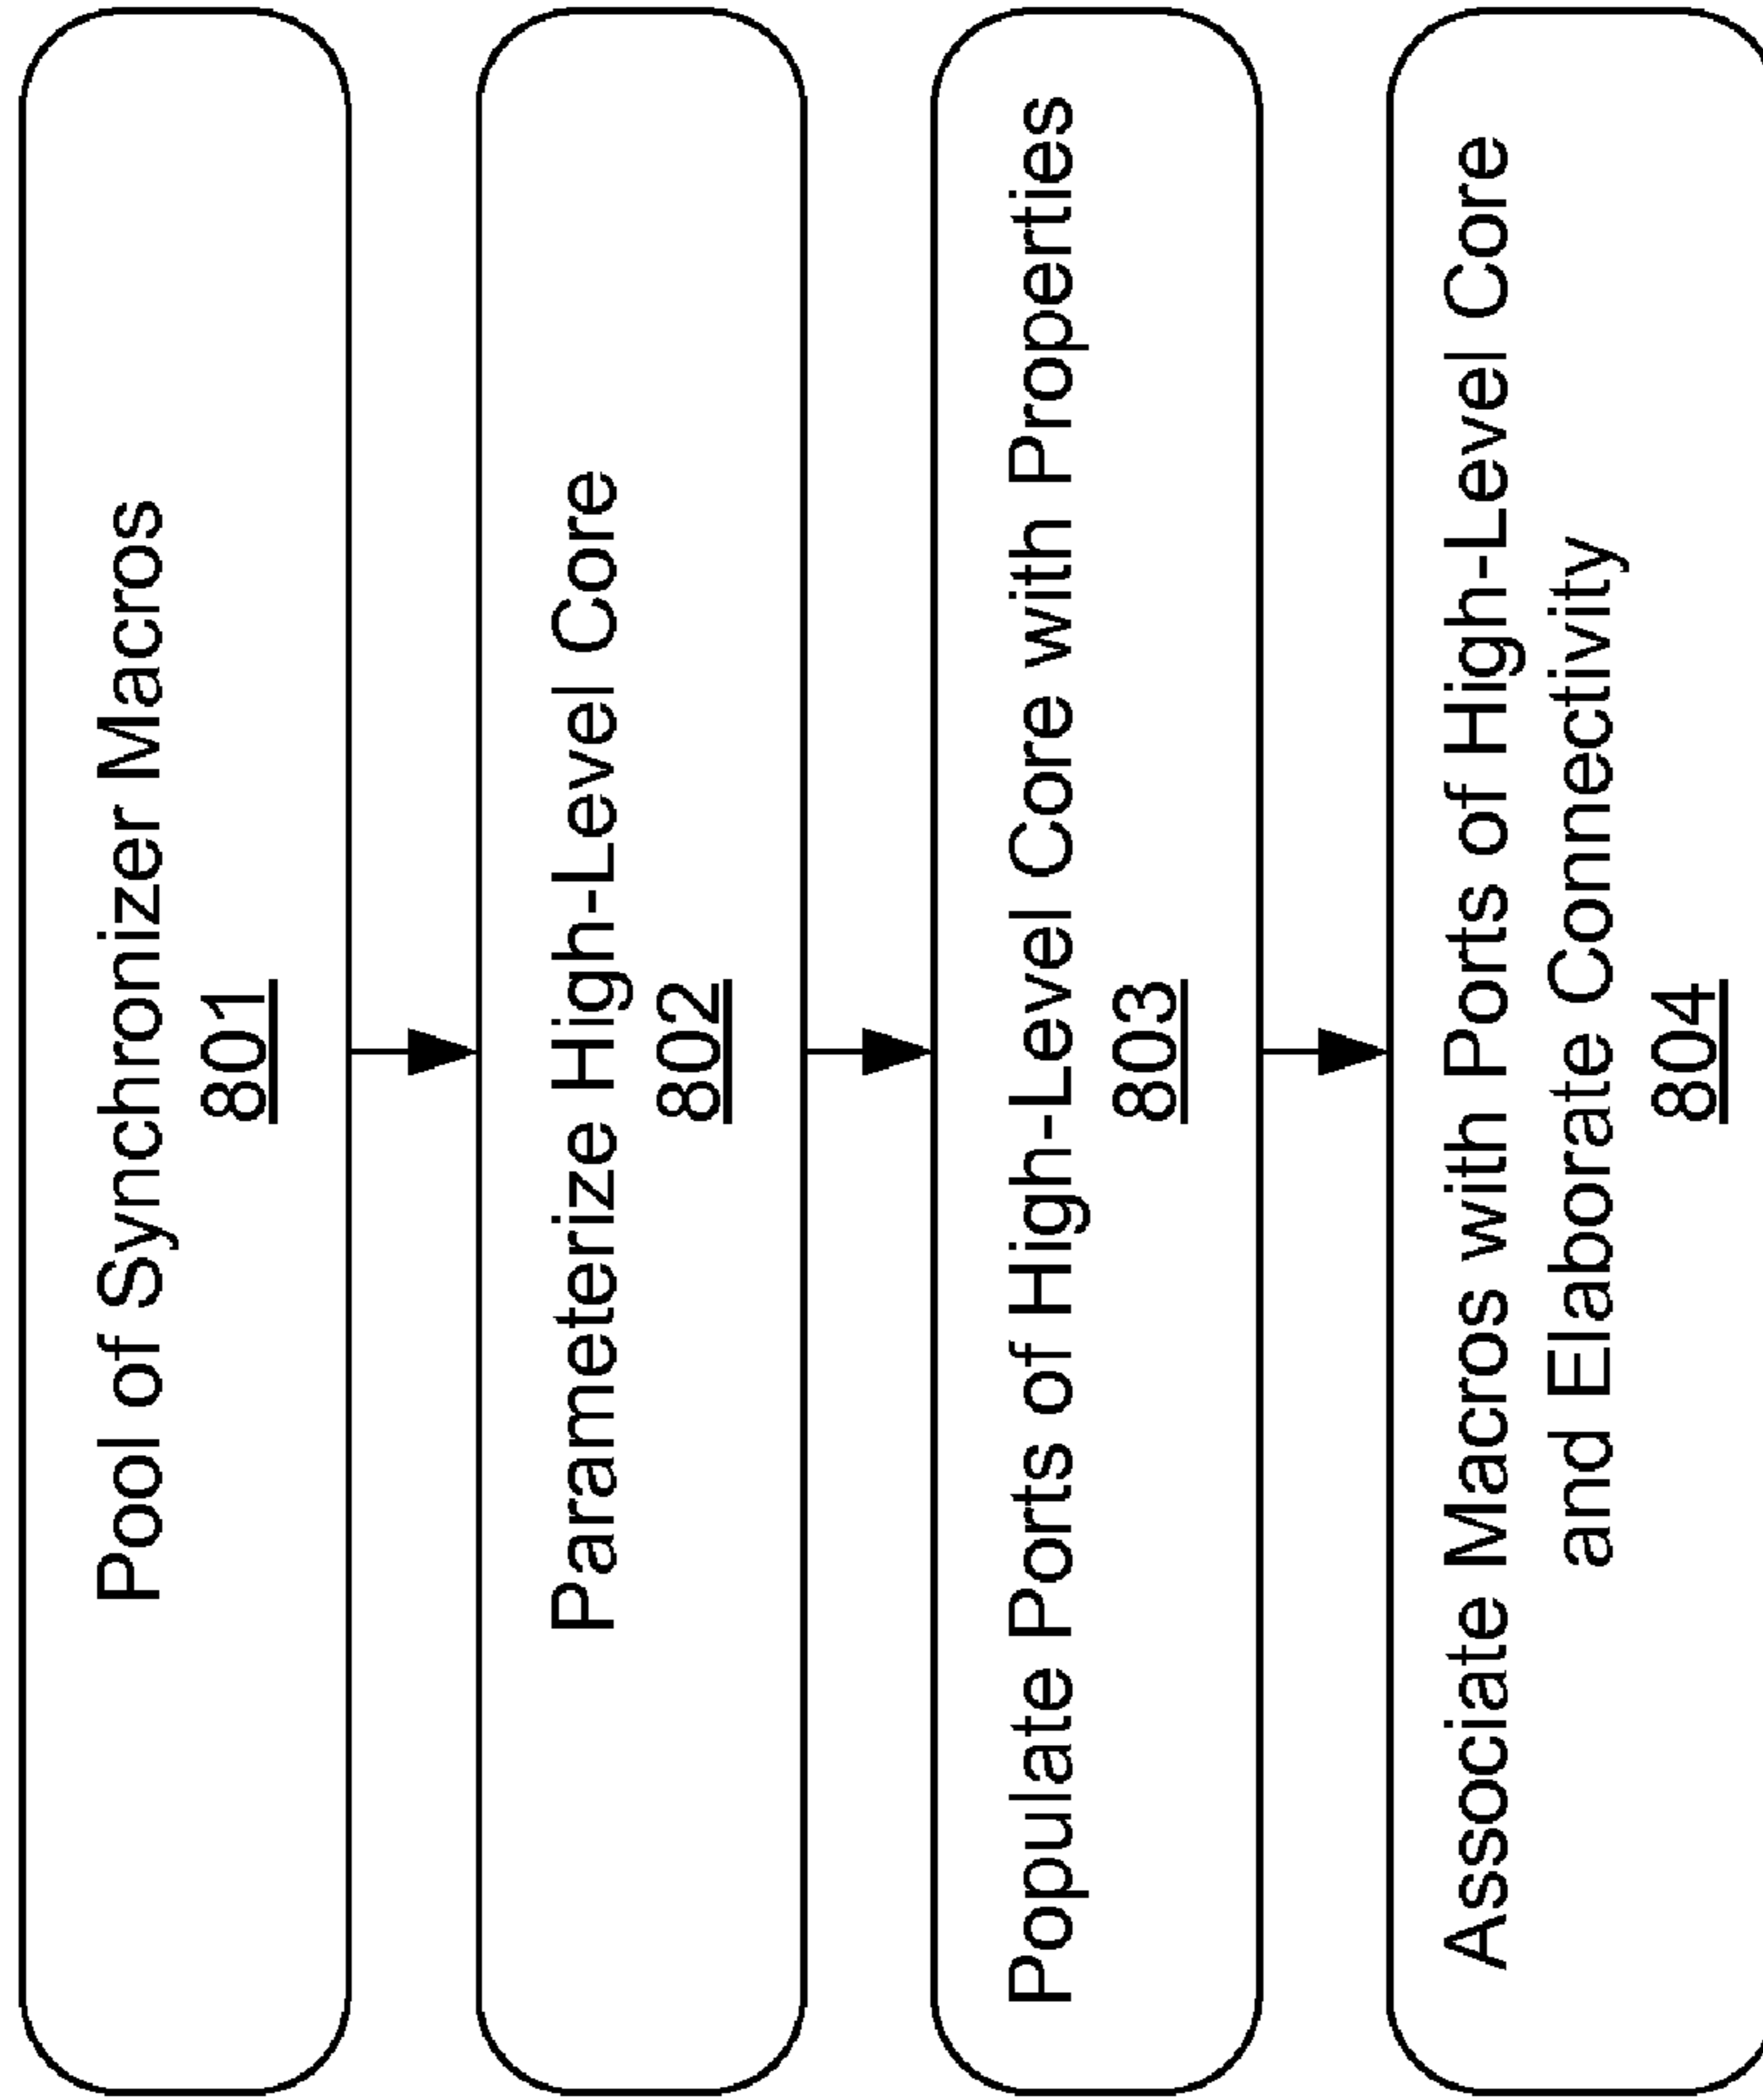 Pool of Synchronizer Macros
801
Parameterize High-Level Core
802
Populate Ports of High-Level Core with Properties
803
Associate Macros with Ports of High-Level Core
and Elaborate Connectivity
804